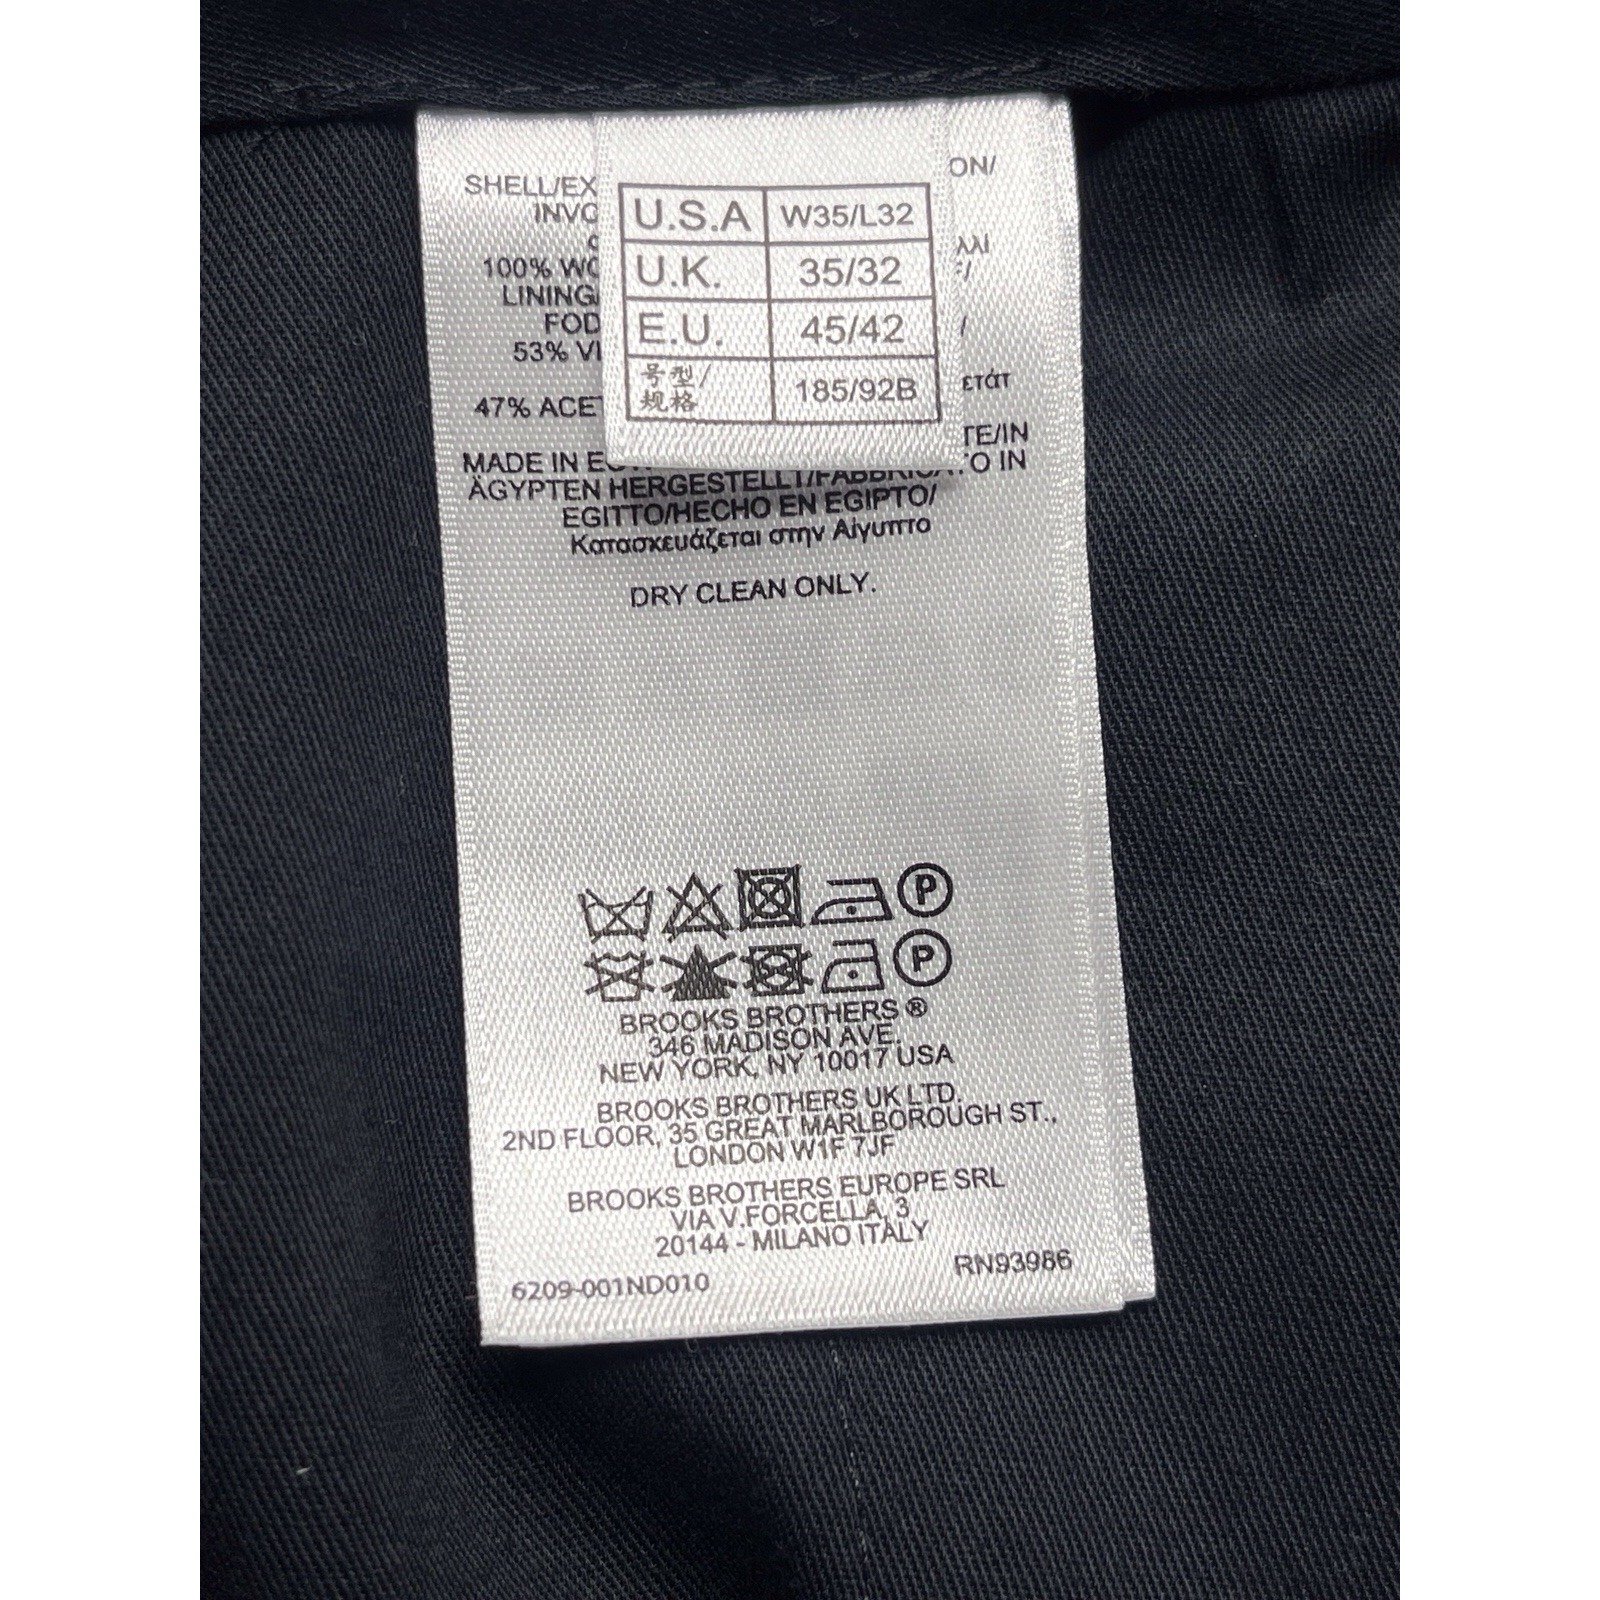 SHELL/EX ON/
INVO
100% WO
LINING/
FOD
53% VI
ετάτ
47% ACET
TE/IN
U.S.A W35/L32
U.K. 35/32
E.U. 45/42
号型/ 185/92B
规格
MADE IN EG TO IN
ÄGYPTEN HERGESTELLT/FABBRICATO IN
EGITTO/HECHO EN EGIPTO/
Κατασκευάζεται στην Αίγυπτο
DRY CLEAN ONLY.
P
P
BROOKS BROTHERS ®
346 MADISON AVE.
NEW YORK, NY 10017 USA
BROOKS BROTHERS UK LTD.
2ND FLOOR, 35 GREAT MARLBOROUGH ST.,
LONDON W1F 7JF
BROOKS BROTHERS EUROPE SRL
VIA V.FORCELLA, 3
20144 - MILANO ITALY
6209-001ND010 RN93986